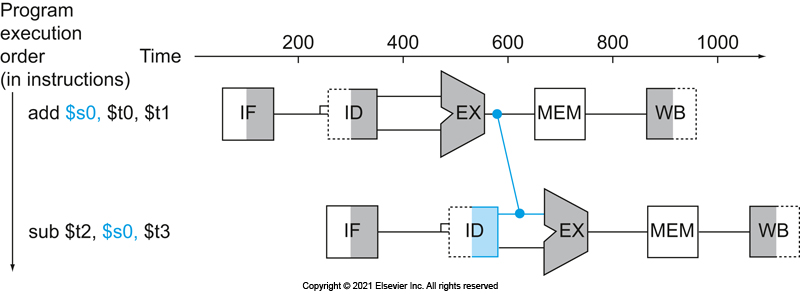 Program
execution
order
(in instructions)
Time
200 400 600 800 1000
add $s0, $t0, $t1
IF ID EX MEM WB
sub $t2, $s0, $t3
IF ID EX MEM WB
Copyright © 2021 Elsevier Inc. All rights reserved